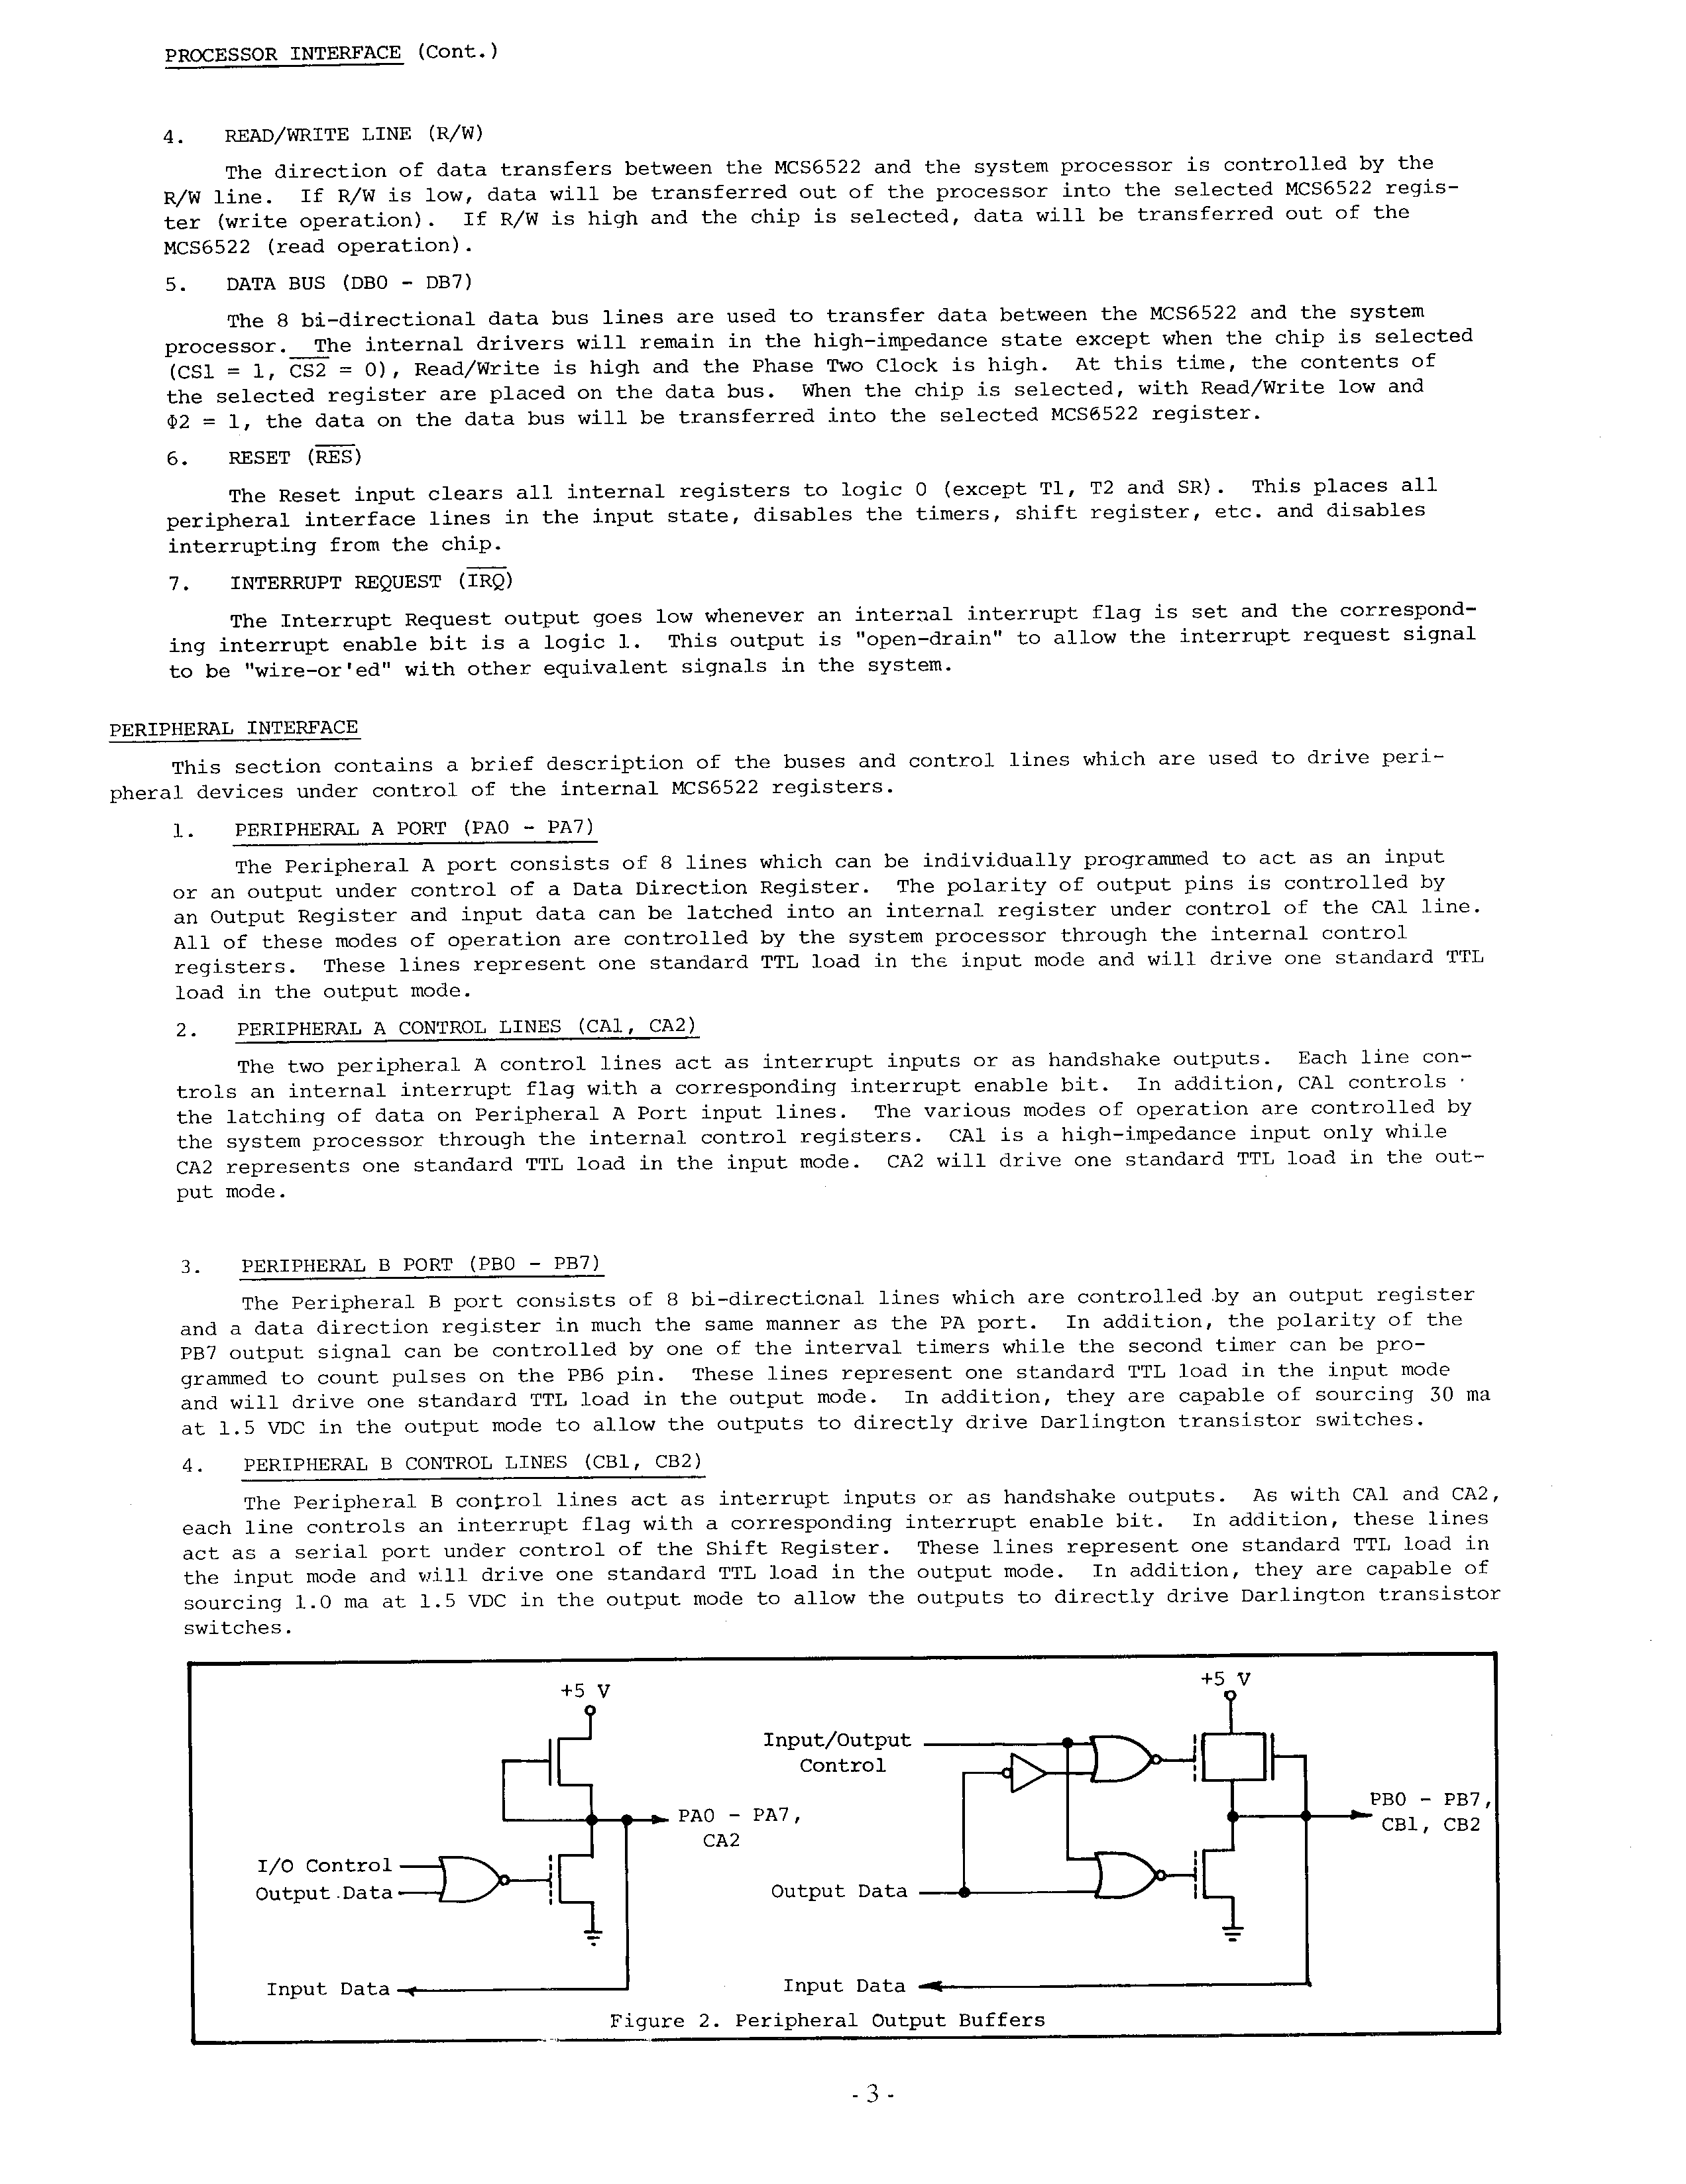 PROCESSOR INTERFACE (Cont.)
4. READ/WRITE LINE (R/W)
The direction of data transfers between the MCS6522 and the system processor is controlled by the
R/W line. If R/W is low, data will be transferred out of the processor into the selected MCS6522 regis-
ter (write operation). If R/W is high and the chip is selected, data will be transferred out of the
MCS6522 (read operation).
5. DATA BUS (DB0 - DB7)
The 8 bi-directional data bus lines are used to transfer data between the MCS6522 and the system
processor. The internal drivers will remain in the high-impedance state except when the chip is selected
(CS1 = 1, C̅S̅2̅ = 0), Read/Write is high and the Phase Two Clock is high. At this time, the contents of
the selected register are placed on the data bus. When the chip is selected, with Read/Write low and
Φ2 = 1, the data on the data bus will be transferred into the selected MCS6522 register.
6. RESET (R̅E̅S̅)
The Reset input clears all internal registers to logic 0 (except T1, T2 and SR). This places all
peripheral interface lines in the input state, disables the timers, shift register, etc. and disables
interrupting from the chip.
7. INTERRUPT REQUEST (I̅R̅Q̅)
The Interrupt Request output goes low whenever an internal interrupt flag is set and the correspond-
ing interrupt enable bit is a logic 1. This output is "open-drain" to allow the interrupt request signal
to be "wire-or'ed" with other equivalent signals in the system.
PERIPHERAL INTERFACE
This section contains a brief description of the buses and control lines which are used to drive peri-
pheral devices under control of the internal MCS6522 registers.
1. PERIPHERAL A PORT (PA0 - PA7)
The Peripheral A port consists of 8 lines which can be individually programmed to act as an input
or an output under control of a Data Direction Register. The polarity of output pins is controlled by
an Output Register and input data can be latched into an internal register under control of the CA1 line.
All of these modes of operation are controlled by the system processor through the internal control
registers. These lines represent one standard TTL load in the input mode and will drive one standard TTL
load in the output mode.
2. PERIPHERAL A CONTROL LINES (CA1, CA2)
The two peripheral A control lines act as interrupt inputs or as handshake outputs. Each line con-
trols an internal interrupt flag with a corresponding interrupt enable bit. In addition, CA1 controls
the latching of data on Peripheral A Port input lines. The various modes of operation are controlled by
the system processor through the internal control registers. CA1 is a high-impedance input only while
CA2 represents one standard TTL load in the input mode. CA2 will drive one standard TTL load in the out-
put mode.
3. PERIPHERAL B PORT (PB0 - PB7)
The Peripheral B port consists of 8 bi-directional lines which are controlled by an output register
and a data direction register in much the same manner as the PA port. In addition, the polarity of the
PB7 output signal can be controlled by one of the interval timers while the second timer can be pro-
grammed to count pulses on the PB6 pin. These lines represent one standard TTL load in the input mode
and will drive one standard TTL load in the output mode. In addition, they are capable of sourcing 30 ma
at 1.5 VDC in the output mode to allow the outputs to directly drive Darlington transistor switches.
4. PERIPHERAL B CONTROL LINES (CB1, CB2)
The Peripheral B control lines act as interrupt inputs or as handshake outputs. As with CA1 and CA2,
each line controls an interrupt flag with a corresponding interrupt enable bit. In addition, these lines
act as a serial port under control of the Shift Register. These lines represent one standard TTL load in
the input mode and will drive one standard TTL load in the output mode. In addition, they are capable of
sourcing 1.0 ma at 1.5 VDC in the output mode to allow the outputs to directly drive Darlington transistor
switches.
+5 V
PA0 - PA7,
CA2
I/O Control
Output Data
Input Data
+5 V
Input/Output
Control
PB0 - PB7,
CB1, CB2
Output Data
Input Data
Figure 2. Peripheral Output Buffers
- 3 -